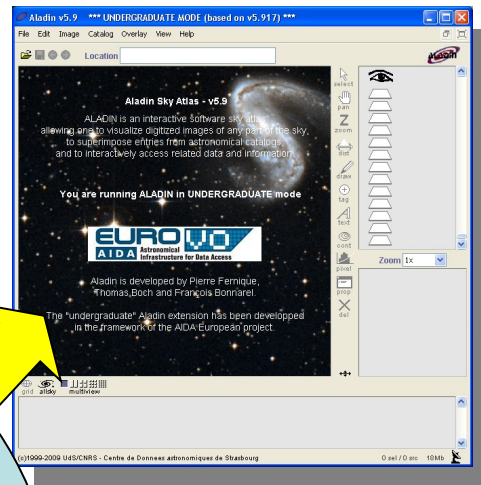 Aladin v5.9 *** UNDERGRADUATE MODE (based on v5.917) ***
File Edit Image Catalog Overlay View Help
Location
Aladin
Aladin Sky Atlas - v5.9
ALADIN is an interactive software sky atlas
allowing one to visualize digitized images of any part of the sky,
to superimpose entries from astronomical catalogs
and to interactively access related data and information.
You are running ALADIN in UNDERGRADUATE mode
EURO VO
AIDA Astronomical
Infrastructure for Data Access
Aladin is developed by Pierre Fernique,
Thomas Boch and François Bonnarel.
The "undergraduate" Aladin extension has been developped
in the framework of the AIDA European project.
select
pan
Z
zoom
dist
draw
tag
text
cont
pixel
prop
del
Zoom 1x
grid allsky multiview
(c)1999-2009 UdS/CNRS - Centre de Donnees astronomiques de Strasbourg
0 sel / 0 src 18Mb